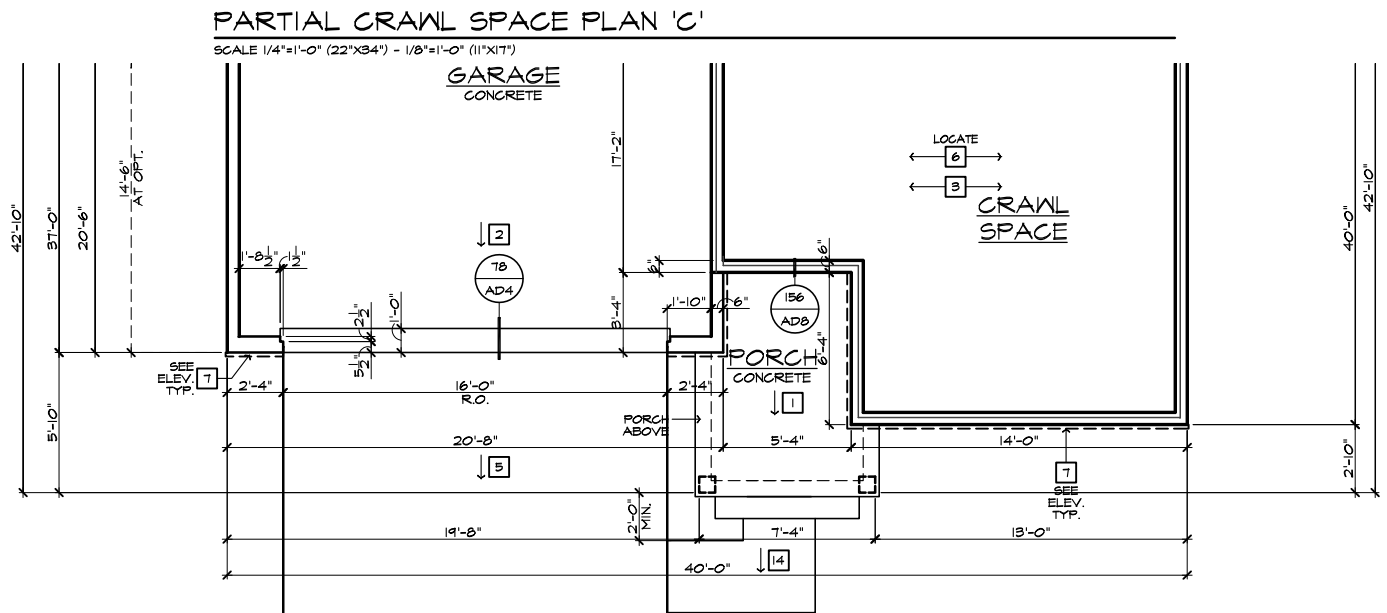 PARTIAL CRAWL SPACE PLAN 'C'
SCALE 1/4"=1'-0" (22"X34") - 1/8"=1'-0" (11"X17")
GARAGE
CONCRETE
42'-10"
37'-0"
20'-6"
14'-6"
AT OPT.
17'-2"
LOCATE
6
3
CRAWL
SPACE
40'-0"
42'-10"
2
78
AD4
1'-8 1/2"
1/2"
6"
6"
156
AD8
1'-10"
6"
2 1/2"
1'-0"
3'-4"
5 1/2"
6'-4"
PORCH
CONCRETE
1
SEE
ELEV.
TYP.
7
2'-4"
16'-0"
R.O.
2'-4"
PORCH
ABOVE
5'-10"
20'-8"
5'-4"
14'-0"
2'-10"
5
7
SEE
ELEV.
TYP.
2'-0"
MIN.
19'-8"
7'-4"
13'-0"
14
40'-0"